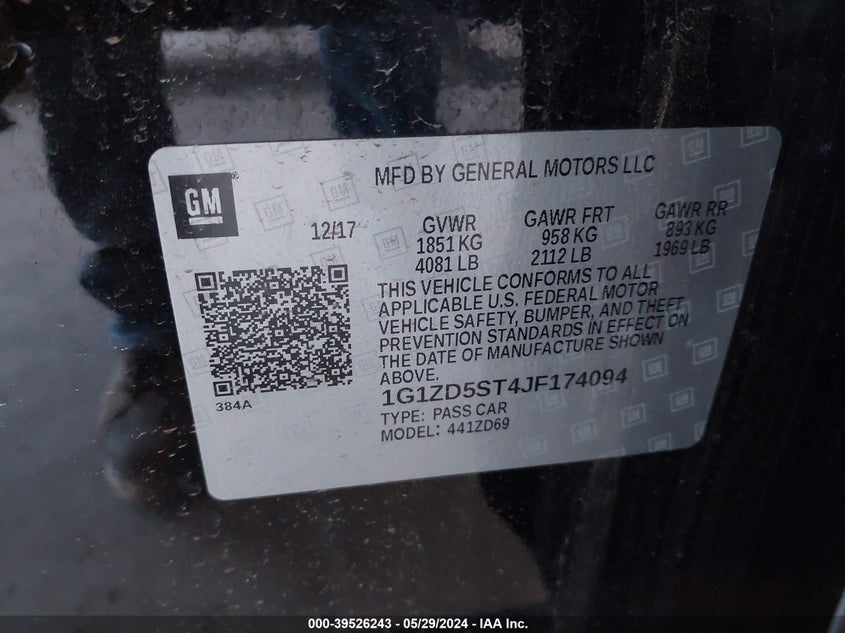 MFD BY GENERAL MOTORS LLC
GM
12/17
GVWR GAWR FRT GAWR RR
1851 KG 958 KG 893 KG
4081 LB 2112 LB 1969 LB
THIS VEHICLE CONFORMS TO ALL
APPLICABLE U.S. FEDERAL MOTOR
VEHICLE SAFETY, BUMPER, AND THEFT
PREVENTION STANDARDS IN EFFECT ON
THE DATE OF MANUFACTURE SHOWN
ABOVE.
384A
1G1ZD5ST4JF174094
TYPE: PASS CAR
MODEL: 441ZD69
000-39526243 - 05/29/2024 - IAA Inc.